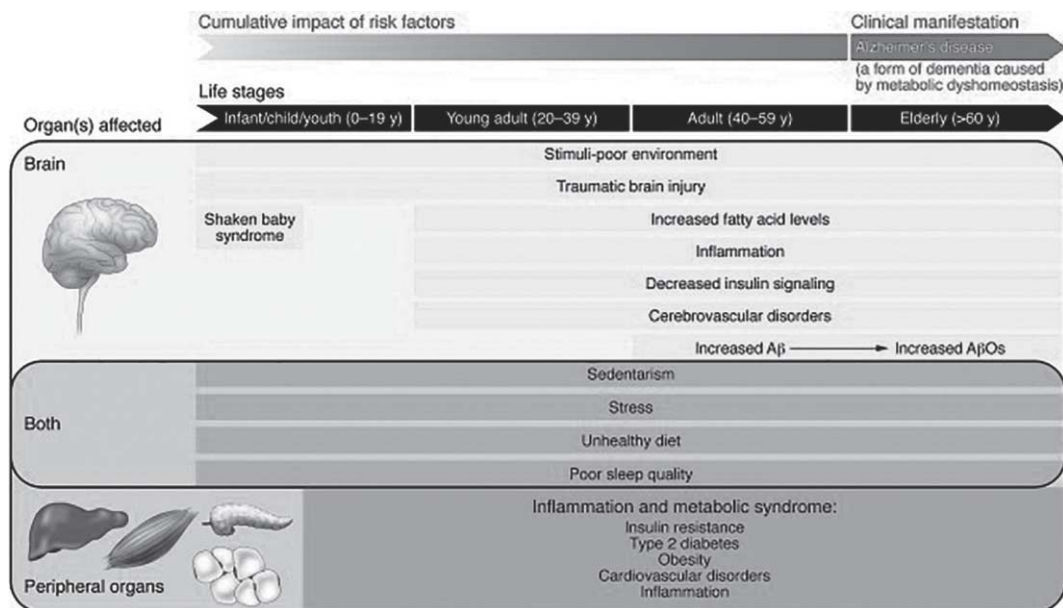 Cumulative impact of risk factors
Clinical manifestation
Alzheimer's disease
(a form of dementia caused
by metabolic dyshomeostasis)
Life stages
Organ(s) affected
Infant/child/youth (0–19 y)
Young adult (20–39 y)
Adult (40–59 y)
Elderly (>60 y)
Brain
Stimuli-poor environment
Traumatic brain injury
Shaken baby
syndrome
Increased fatty acid levels
Inflammation
Decreased insulin signaling
Cerebrovascular disorders
Increased Aβ
Increased AβOs
Both
Sedentarism
Stress
Unhealthy diet
Poor sleep quality
Peripheral organs
Inflammation and metabolic syndrome:
Insulin resistance
Type 2 diabetes
Obesity
Cardiovascular disorders
Inflammation